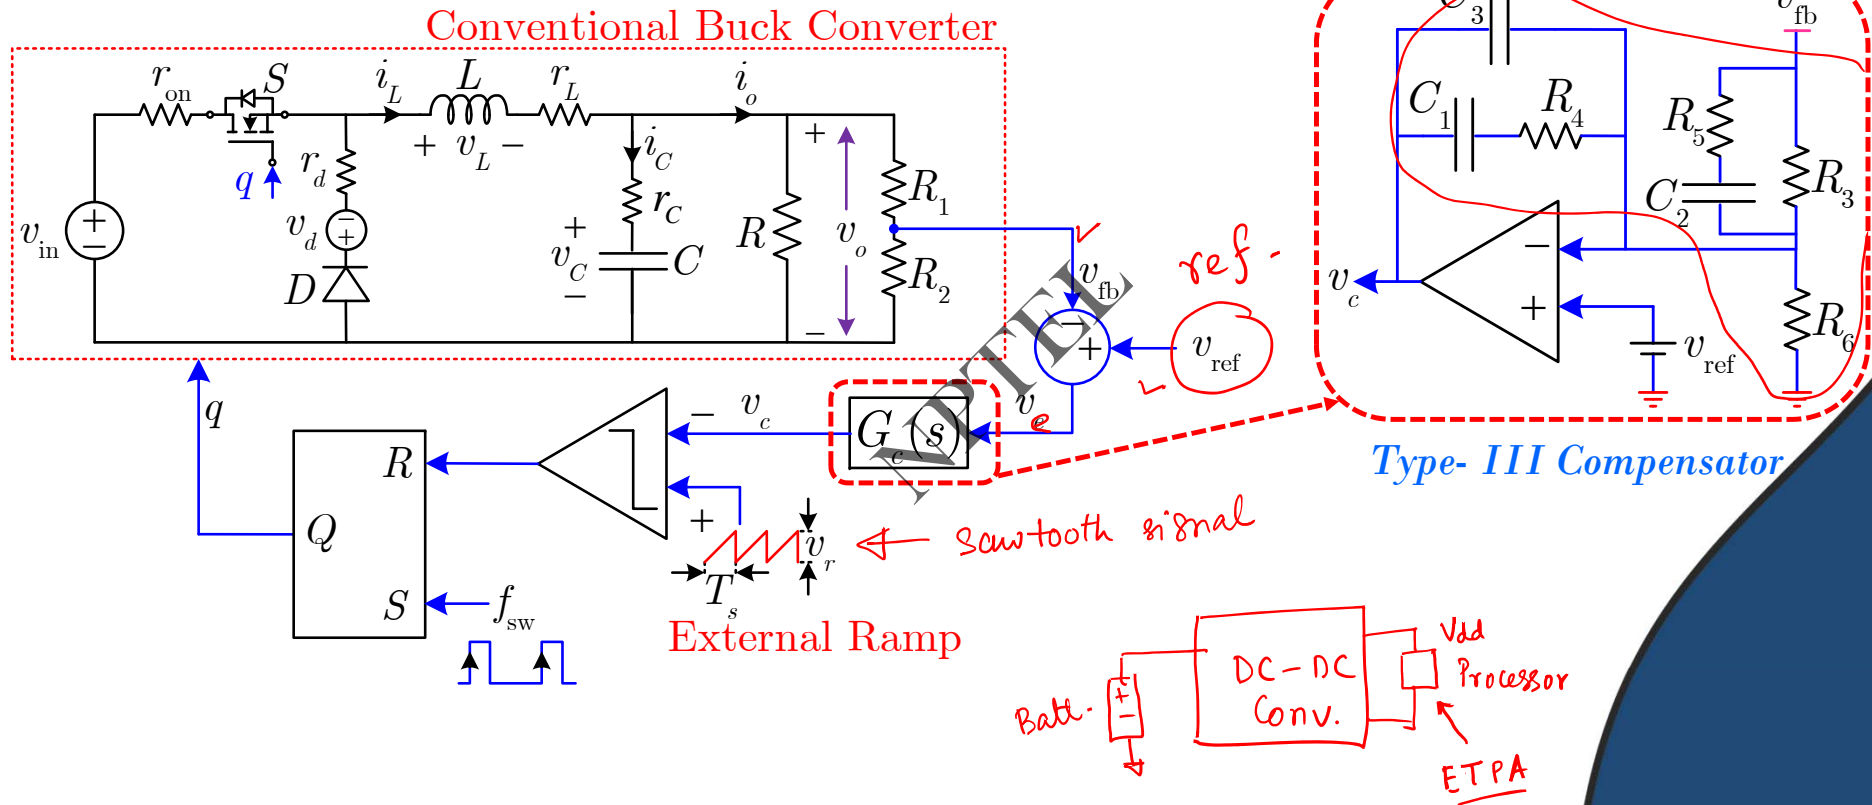 Conventional Buck Converter
r_on
S
i_L
L
r_L
i_o
q
r_d
+ v_L −
i_C
+
R_1
v_in
+
−
v_d
−
+
r_C
+
v_C
−
C
R
v_o
D
R_2
−
v_fb
−
+
v_ref
ref -
v e
G_c(s)
v_c
−
+
q
R
Q
S
f_sw
T_s
v_r
sawtooth signal
External Ramp
NPTEL
C_3
v_fb
C_1
R_4
R_5
C_2
R_3
−
+
v_c
v_ref
R_6
Type- III Compensator
Batt-
+
−
DC-DC
Conv.
Vdd
Processor
ETPA